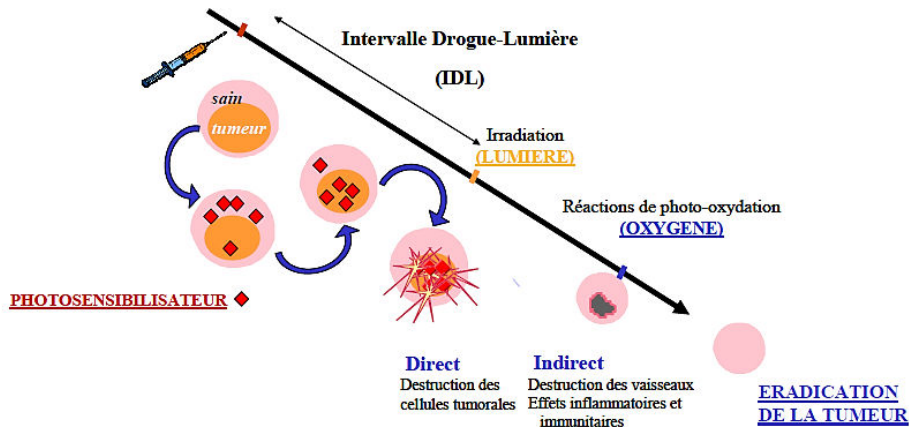 Intervalle Drogue-Lumière
(IDL)
sain
tumeur
Irradiation
(LUMIERE)
Réactions de photo-oxydation
(OXYGENE)
PHOTOSENSIBILISATEUR
Direct
Destruction des
cellules tumorales
Indirect
Destruction des vaisseaux
Effets inflammatoires et
immunitaires
ERADICATION
DE LA TUMEUR